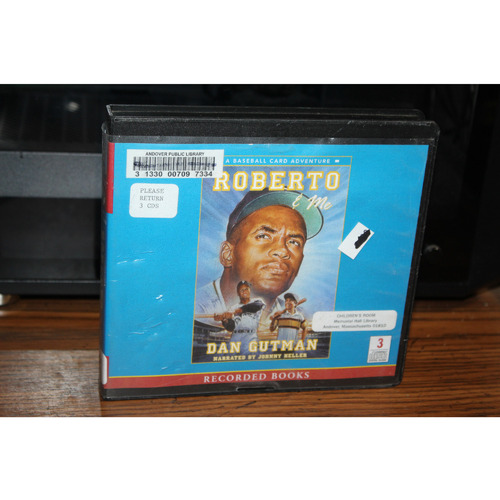 ANDOVER PUBLIC LIBRARY
3 1330 00709 7334
PLEASE
RETURN
3 CDS
A BASEBALL CARD ADVENTURE
ROBERTO
& Me
CHILDREN'S ROOM
Memorial Hall Library
Andover, Massachusetts 01810
DAN GUTMAN
NARRATED BY JOHNNY HELLER
3
RECORDED BOOKS